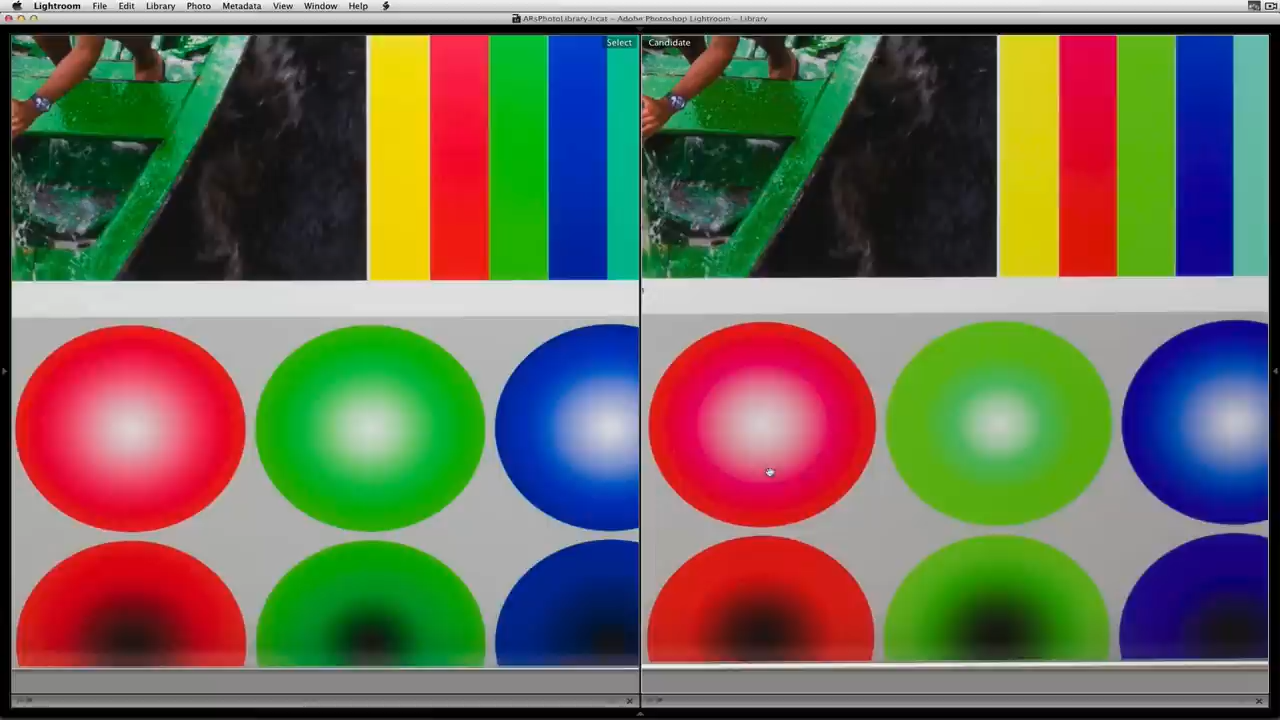 Lightroom File Edit Library Photo Metadata View Window Help
ARsPhotoLibrary.lrcat – Adobe Photoshop Lightroom – Library
Select
Candidate